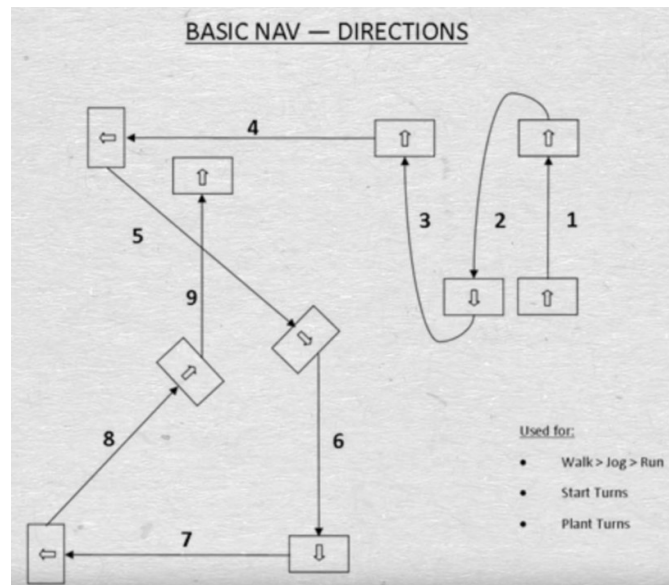 BASIC NAV — DIRECTIONS
4
3
2
1
5
9
6
8
7
Used for:
• Walk > Jog > Run
• Start Turns
• Plant Turns